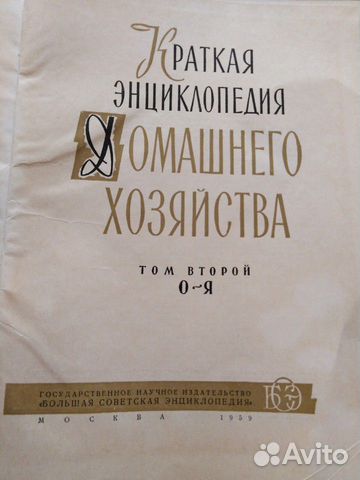 КРАТКАЯ
ЭНЦИКЛОПЕДИЯ
ДОМАШНЕГО
ХОЗЯЙСТВА
ТОМ ВТОРОЙ
О~Я
ГОСУДАРСТВЕННОЕ НАУЧНОЕ ИЗДАТЕЛЬСТВО
«БОЛЬШАЯ СОВЕТСКАЯ ЭНЦИКЛОПЕДИЯ»
БСЭ
МОСКВА 1959
Avito